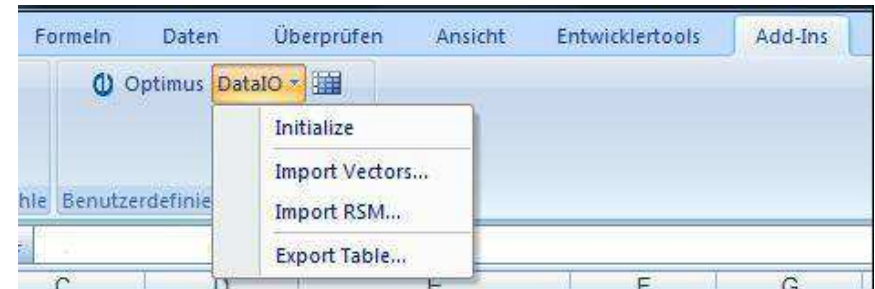 Formeln Daten Überprüfen Ansicht Entwicklertools Add-Ins
Optimus DataIO
Initialize
Import Vectors...
hle Benutzerdefinie
Import RSM...
Export Table...
C D E F G